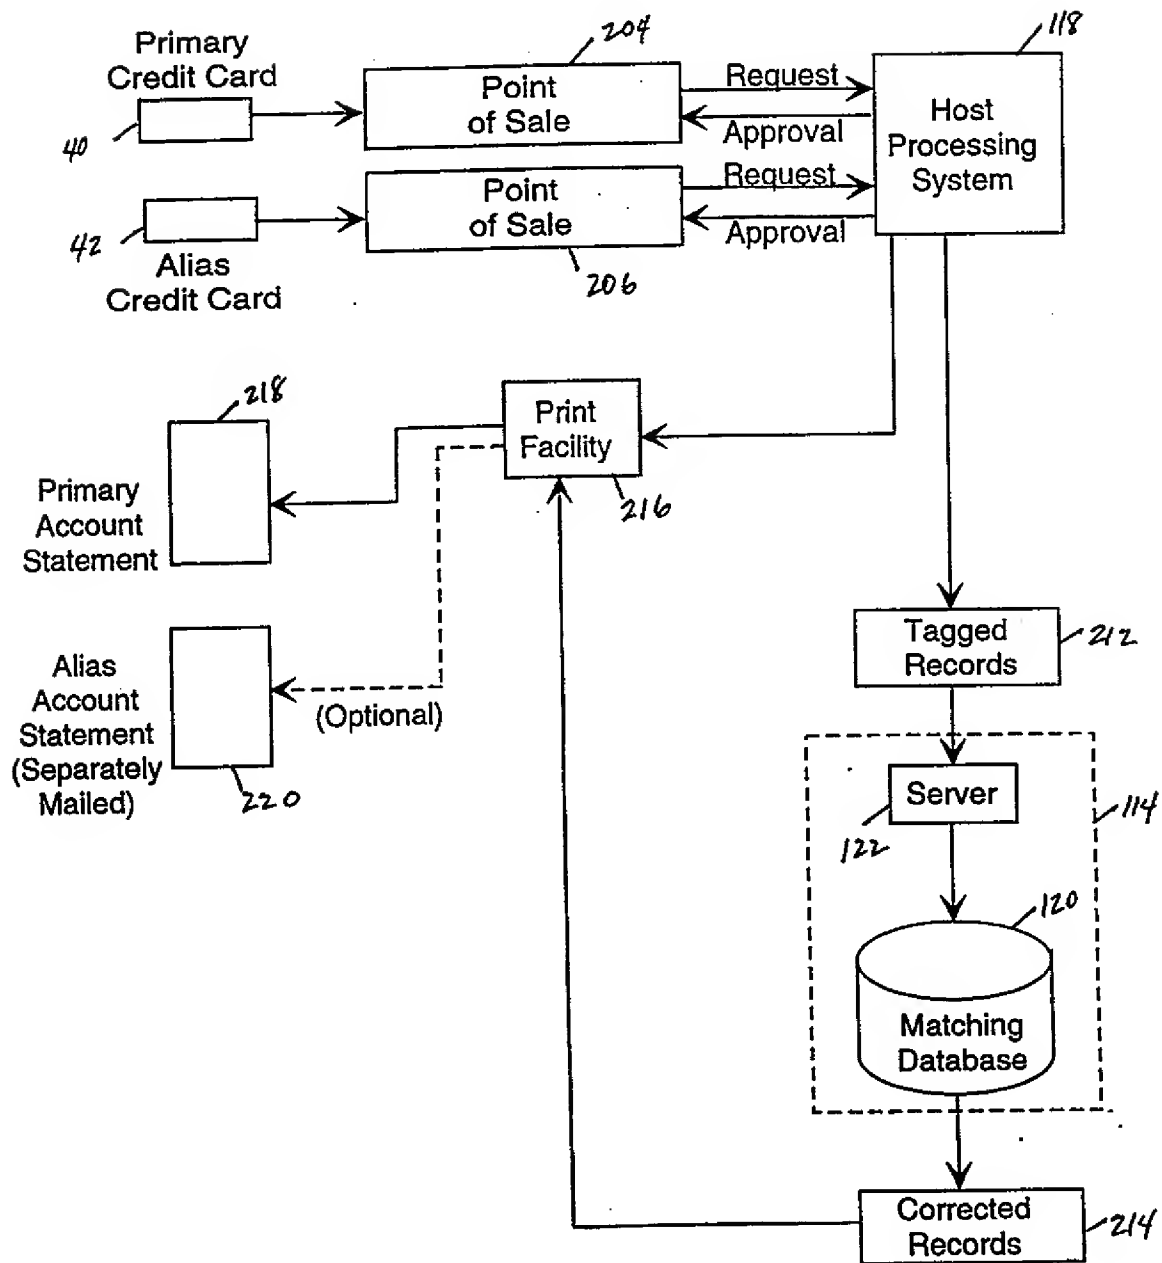 204
118
Primary
Credit Card
Point
of Sale
Request
Approval
Host
Processing
System
40
Point
of Sale
Request
Approval
42
Alias
Credit Card
206
218
Print
Facility
216
Primary
Account
Statement
Tagged
Records
212
Alias
Account
Statement
(Separately
Mailed)
(Optional)
220
Server
122
114
120
Matching
Database
Corrected
Records
214